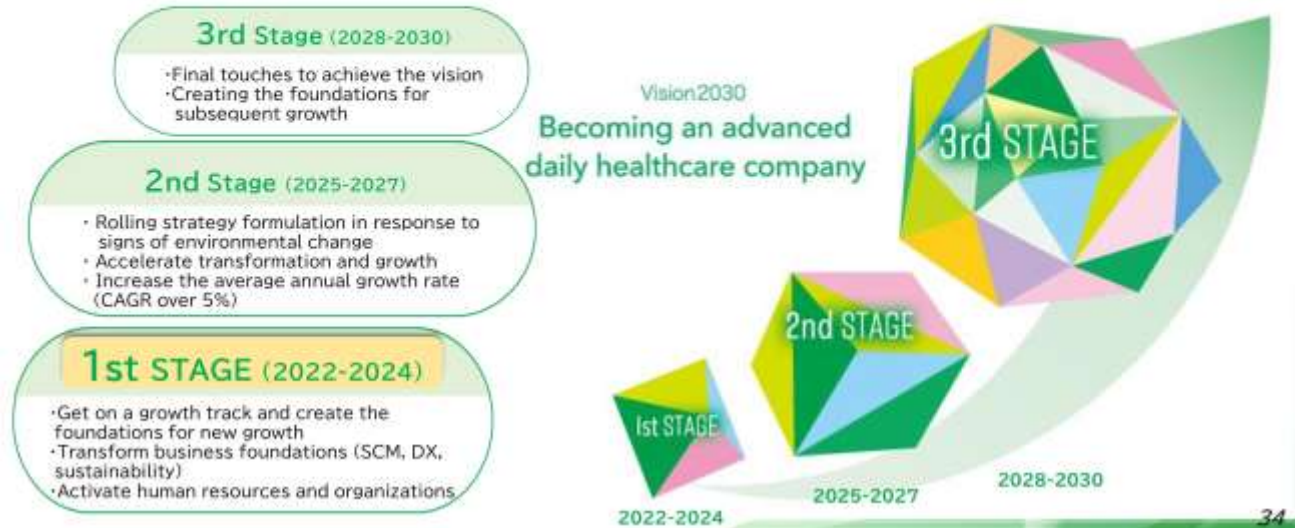 3rd Stage (2028-2030)
・Final touches to achieve the vision
・Creating the foundations for
subsequent growth
2nd Stage (2025-2027)
・Rolling strategy formulation in response to
signs of environmental change
・Accelerate transformation and growth
・Increase the average annual growth rate
(CAGR over 5%)
1st STAGE (2022-2024)
・Get on a growth track and create the
foundations for new growth
・Transform business foundations (SCM, DX,
sustainability)
・Activate human resources and organizations
Vision2030
Becoming an advanced
daily healthcare company
3rd STAGE
2nd STAGE
1st STAGE
2028-2030
2025-2027
2022-2024
34